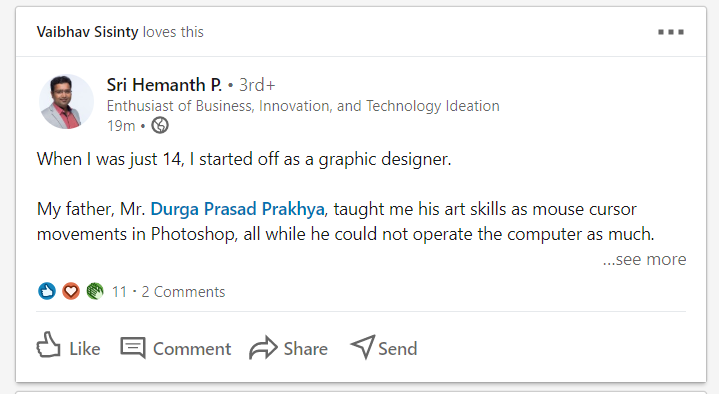 Vaibhav Sisinty loves this
Sri Hemanth P. • 3rd+
Enthusiast of Business, Innovation, and Technology Ideation
19m •
When I was just 14, I started off as a graphic designer.
My father, Mr. Durga Prasad Prakhya, taught me his art skills as mouse cursor
movements in Photoshop, all while he could not operate the computer as much.
...see more
11 · 2 Comments
Like Comment Share Send